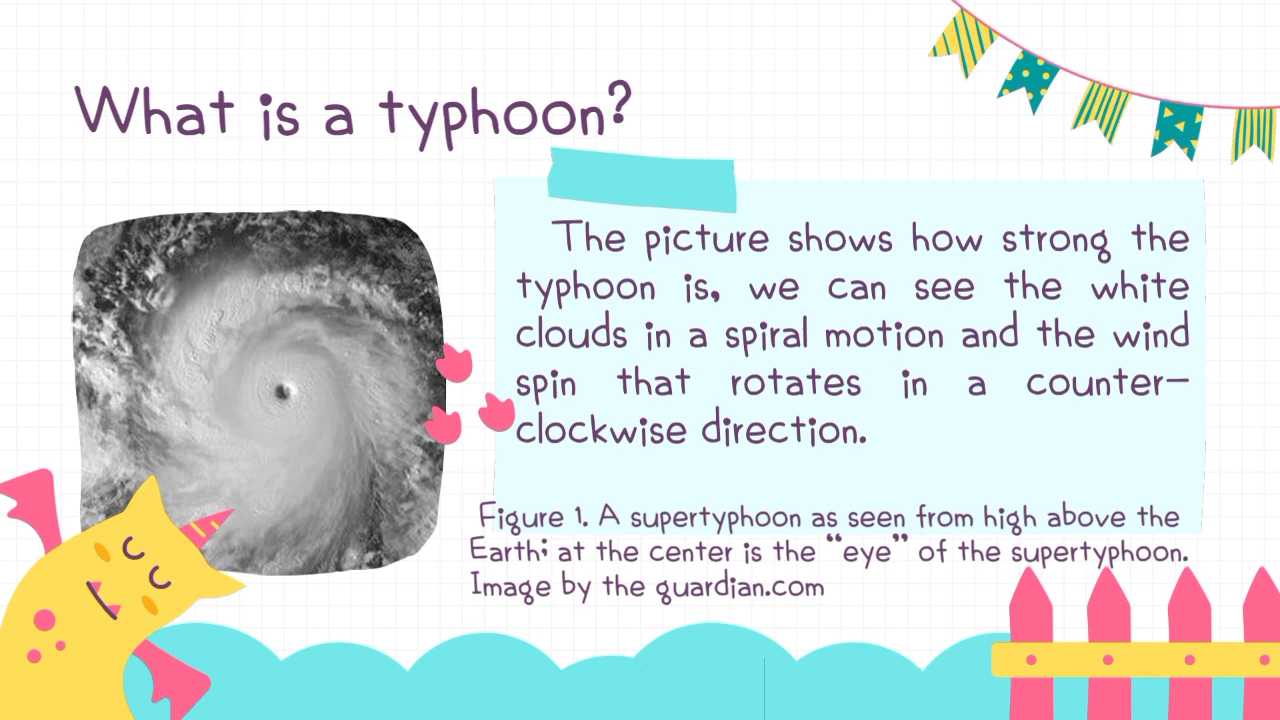 What is a typhoon?
The picture shows how strong the
typhoon is, we can see the white
clouds in a spiral motion and the wind
spin that rotates in a counter-
clockwise direction.
Figure 1. A supertyphoon as seen from high above the
Earth; at the center is the “eye” of the supertyphoon.
Image by the guardian.com